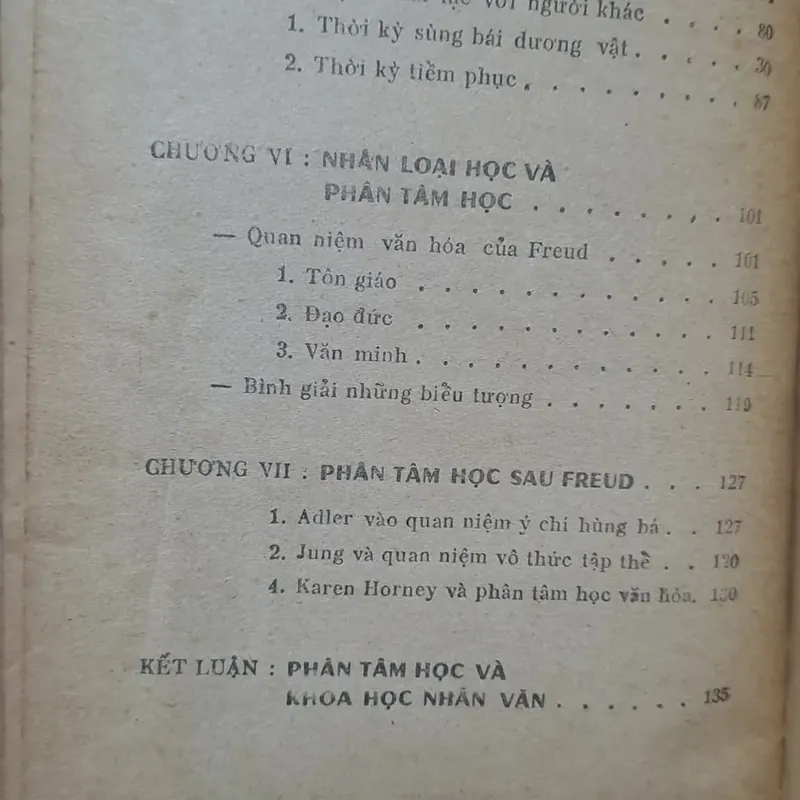 với người khác . . . . 80
1. Thời kỳ sùng bái dương vật . . . . . 30
2. Thời kỳ tiềm phục . . . . . . . . . 87
CHƯƠNG VI : NHÂN LOẠI HỌC VÀ
PHÂN TÂM HỌC . . . . . . . , . 101
— Quan niệm văn hóa của Freud . . . . . 101
1. Tôn giáo . . . . . . . . . . . . 105
2. Đạo đức . . . . . . . . . . . . 111
3. Văn minh . . . . . . . . . . . . 114
— Bình giải những biểu tượng . . . . . . . 119
CHƯƠNG VII : PHÂN TÂM HỌC SAU FREUD . . . 127
1. Adler vào quan niệm ý chí hùng bá . . 127
2. Jung và quan niệm vô thức tập thể . . 120
4. Karen Horney và phân tâm học văn hóa. 130
KẾT LUẬN : PHÂN TÂM HỌC VÀ
KHOA HỌC NHÂN VĂN . . . . . . 135